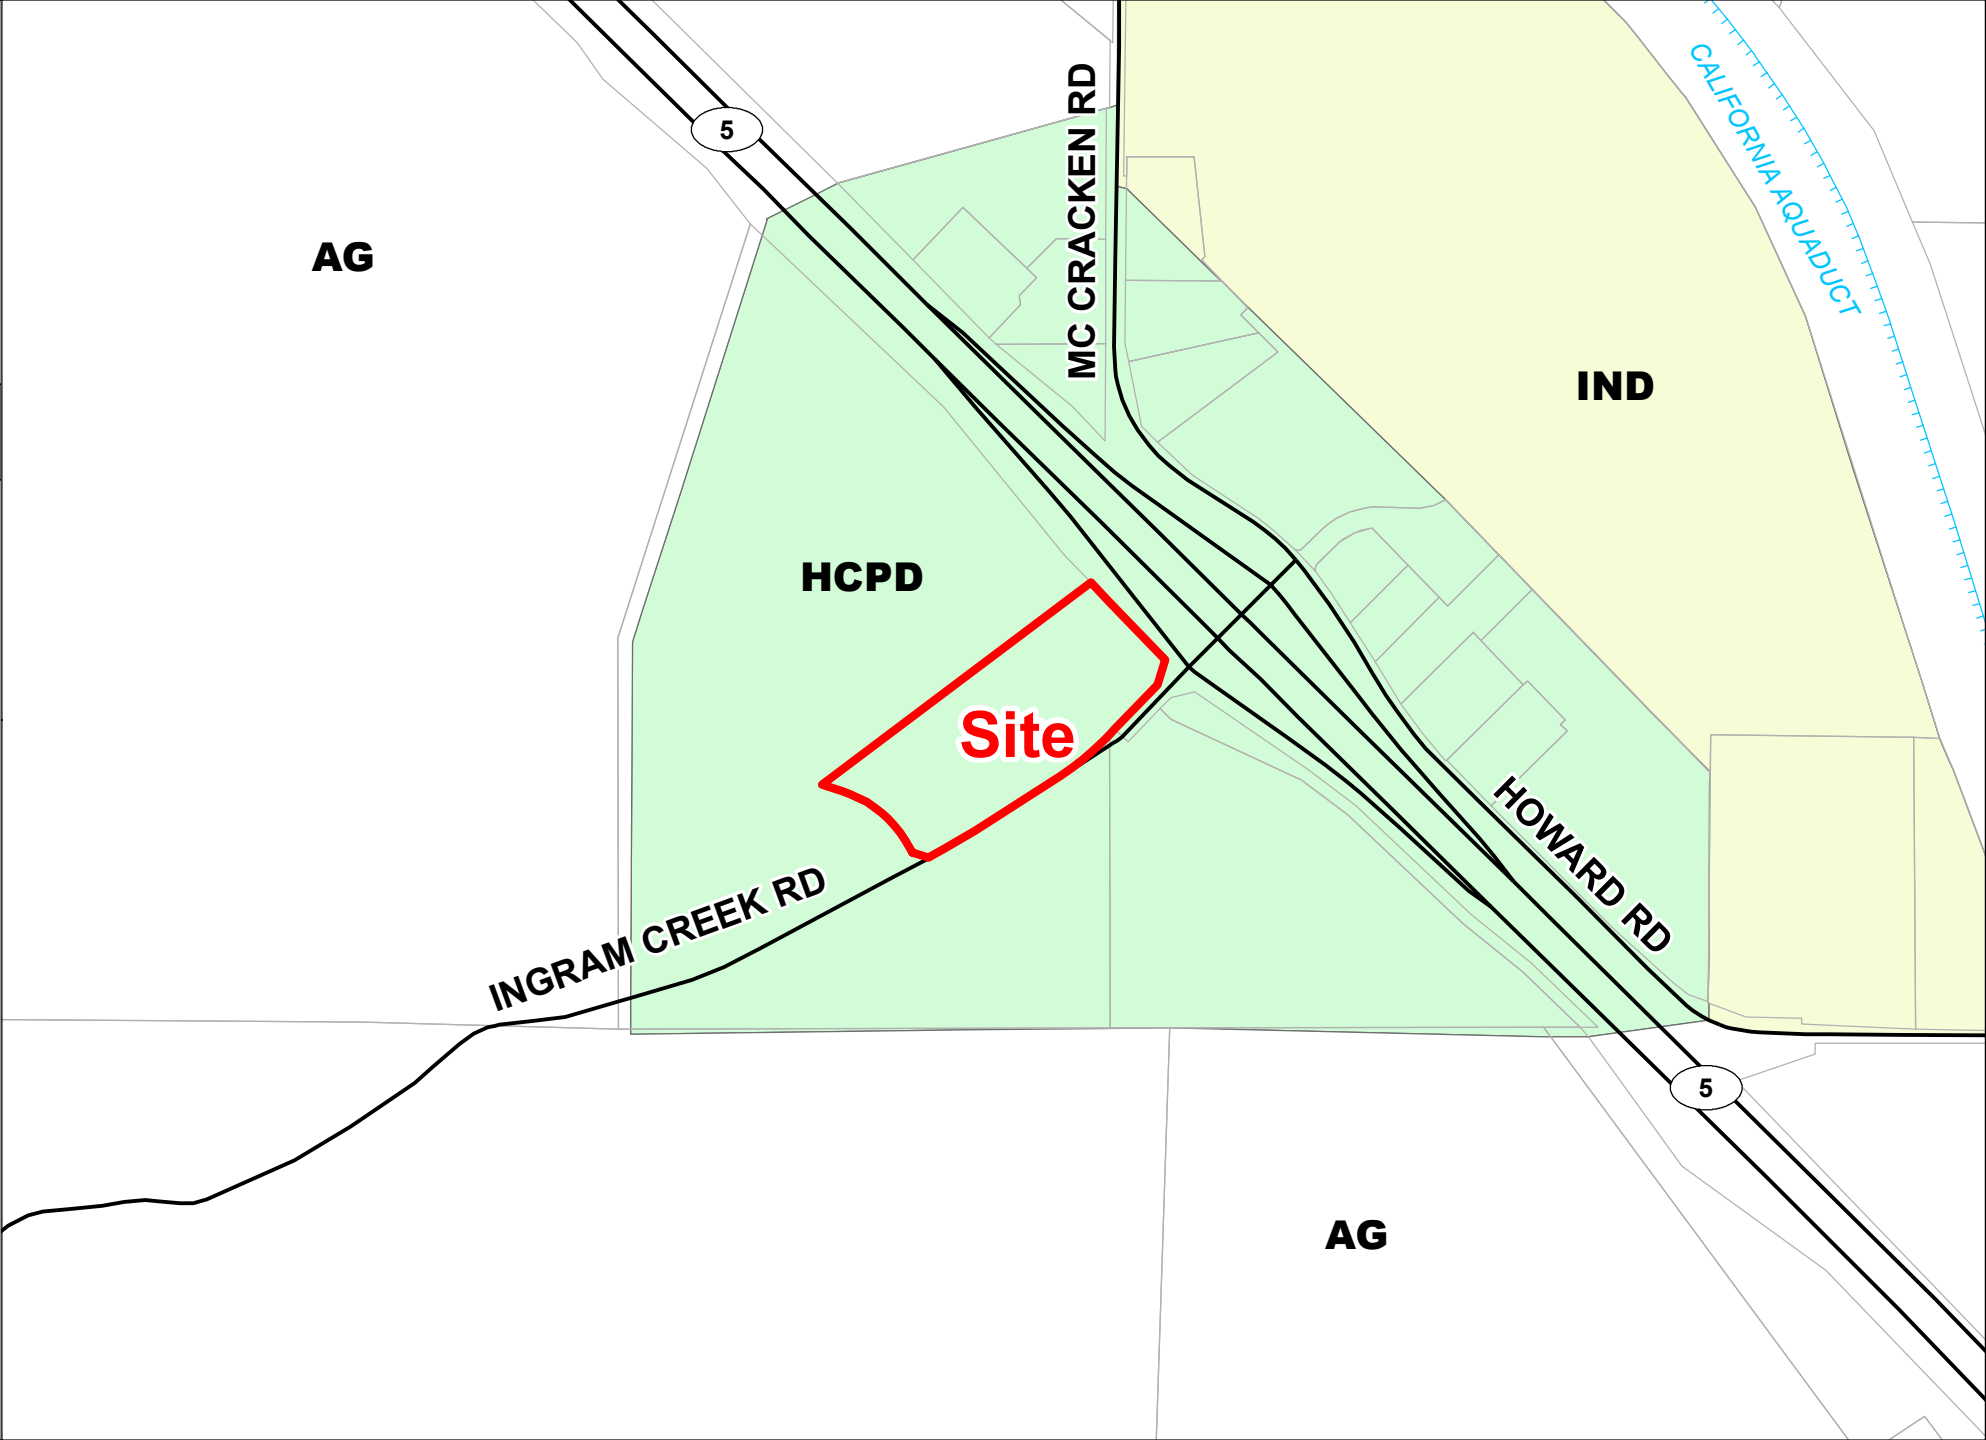 5
MC CRACKEN RD
CALIFORNIA AQUADUCT
AG
IND
HCPD
Site
HOWARD RD
INGRAM CREEK RD
5
AG